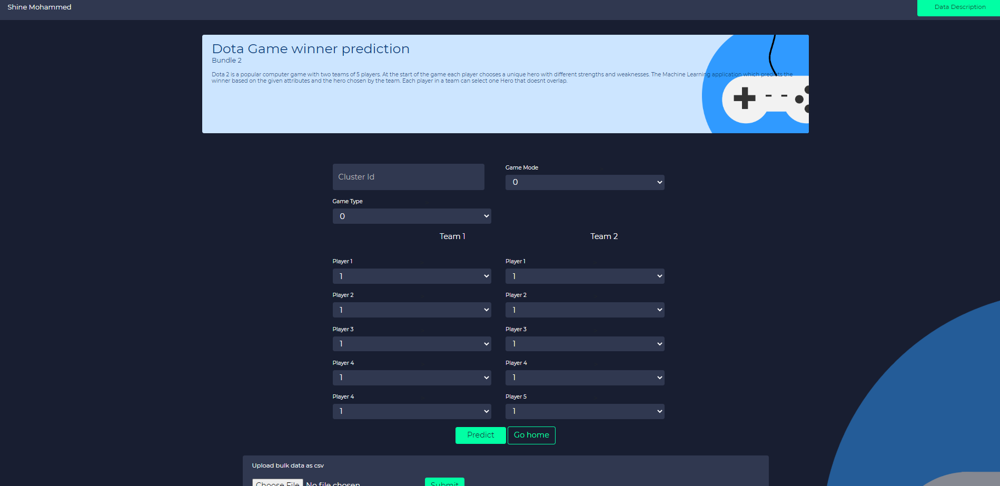 Shine Mohammed
Data Description
Dota Game winner prediction
Bundle 2
Dota 2 is a popular computer game with two teams of 5 players. At the start of the game each player chooses a unique hero with different strengths and weaknesses. The Machine Learning application which predicts the
winner based on the given attributes and the hero chosen by the team. Each player in a team can select one Hero that doesnt overlap.
Cluster Id
Game Mode
0
Game Type
0
Team 1 Team 2
Player 1 Player 1
1 1
Player 2 Player 2
1 1
Player 3 Player 3
1 1
Player 4 Player 4
1 1
Player 4 Player 5
1 1
Predict Go home
Upload bulk data as csv
Choose File No file chosen Submit